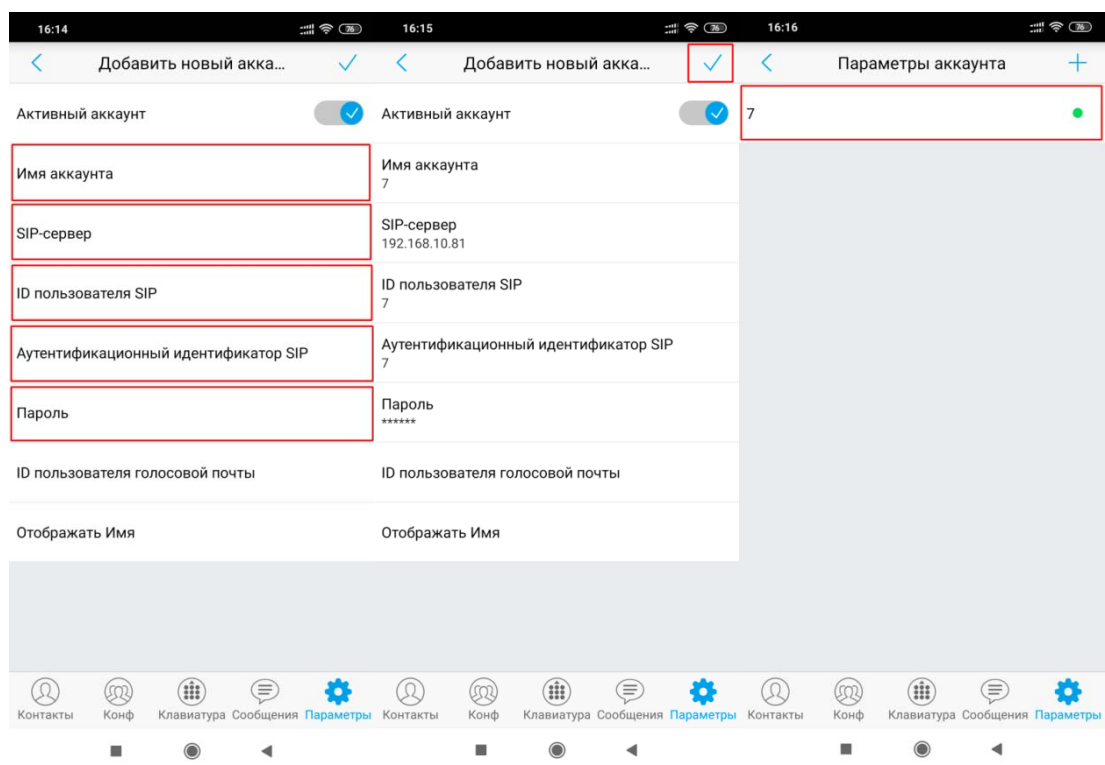 16:14
76
Добавить новый акка...
Активный аккаунт
Имя аккаунта
SIP-сервер
ID пользователя SIP
Аутентификационный идентификатор SIP
Пароль
ID пользователя голосовой почты
Отображать Имя
Контакты
Конф
Клавиатура
Сообщения
Параметры
16:15
76
Добавить новый акка...
Активный аккаунт
Имя аккаунта
7
SIP-сервер
192.168.10.81
ID пользователя SIP
7
Аутентификационный идентификатор SIP
7
Пароль
******
ID пользователя голосовой почты
Отображать Имя
Контакты
Конф
Клавиатура
Сообщения
Параметры
16:16
76
Параметры аккаунта
7
Контакты
Конф
Клавиатура
Сообщения
Параметры